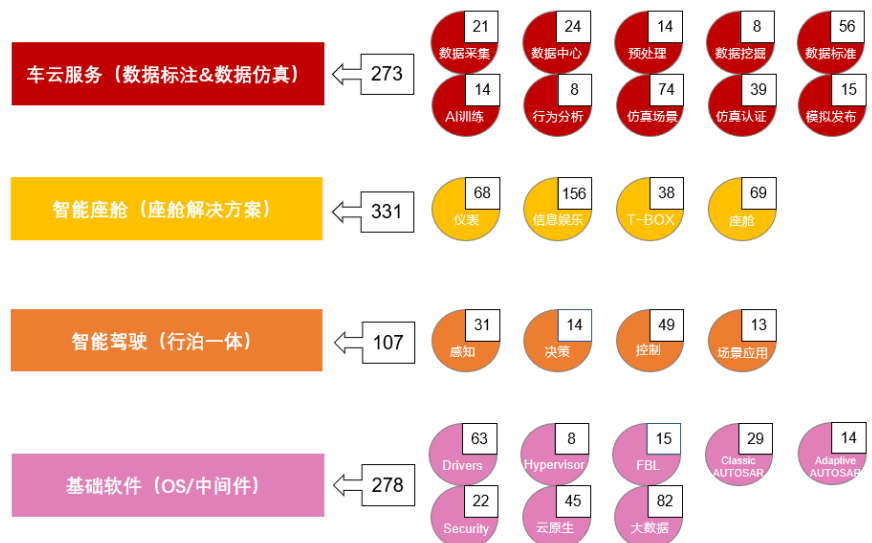 车云服务（数据标注&数据仿真）
273
21
数据采集
24
数据中心
14
预处理
8
数据挖掘
56
数据标准
14
AI训练
8
行为分析
74
仿真场景
39
仿真认证
15
模拟发布
智能座舱（座舱解决方案）
331
68
仪表
156
信息娱乐
38
T-BOX
69
座舱
智能驾驶（行泊一体）
107
31
感知
14
决策
49
控制
13
场景应用
基础软件（OS/中间件）
278
63
Drivers
8
Hypervisor
15
FBL
29
Classic
AUTOSAR
14
Adaptive
AUTOSAR
22
Security
45
云原生
82
大数据